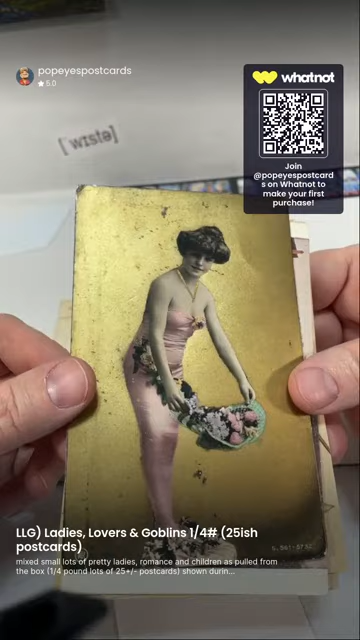 popeyespostcards
5.0
whatnot
['wɪstə]
Join
@popeyespostcard
s on Whatnot to
make your first
purchase!
LLG) Ladies, Lovers & Goblins 1/4# (25ish
postcards)
mixed small lots of pretty ladies, romance and children as pulled from
the box (1/4 pound lots of 25+/- postcards) shown durin...